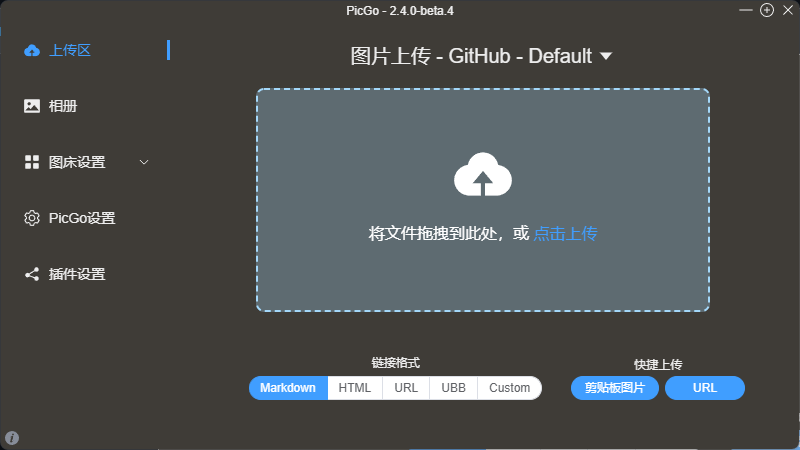 PicGo - 2.4.0-beta.4
上传区
相册
图床设置
PicGo设置
插件设置
图片上传 - GitHub - Default
将文件拖拽到此处，或 点击上传
链接格式
Markdown HTML URL UBB Custom
快捷上传
剪贴板图片 URL